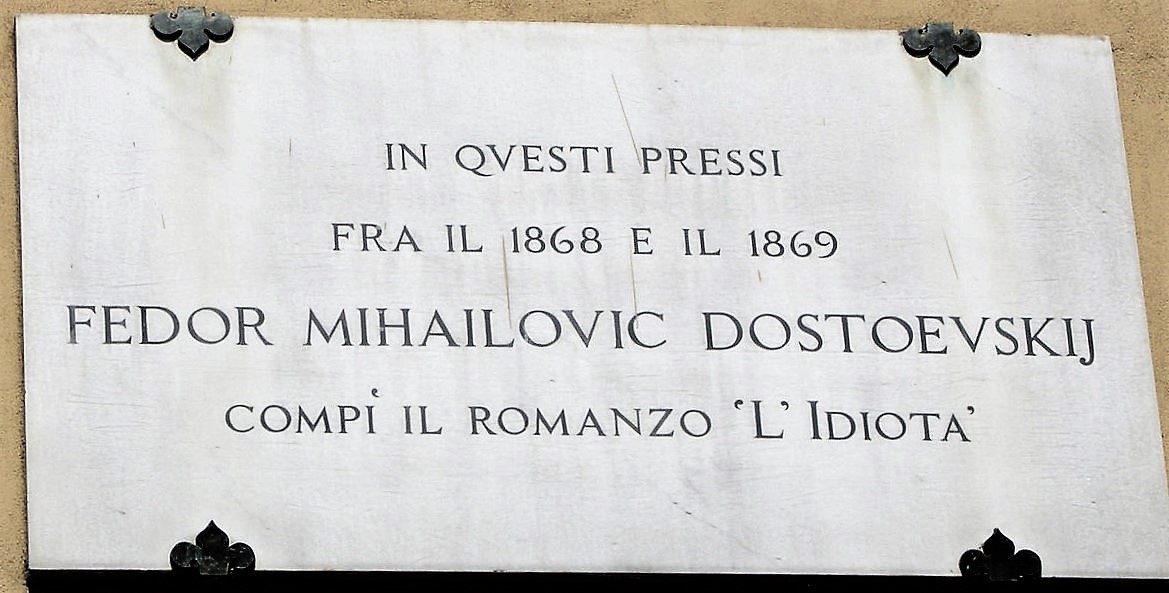 IN QVESTI PRESSI
FRA IL 1868 E IL 1869
FEDOR MIHAILOVIC DOSTOEVSKIJ
COMPÌ IL ROMANZO ‘L’ IDIOTA’